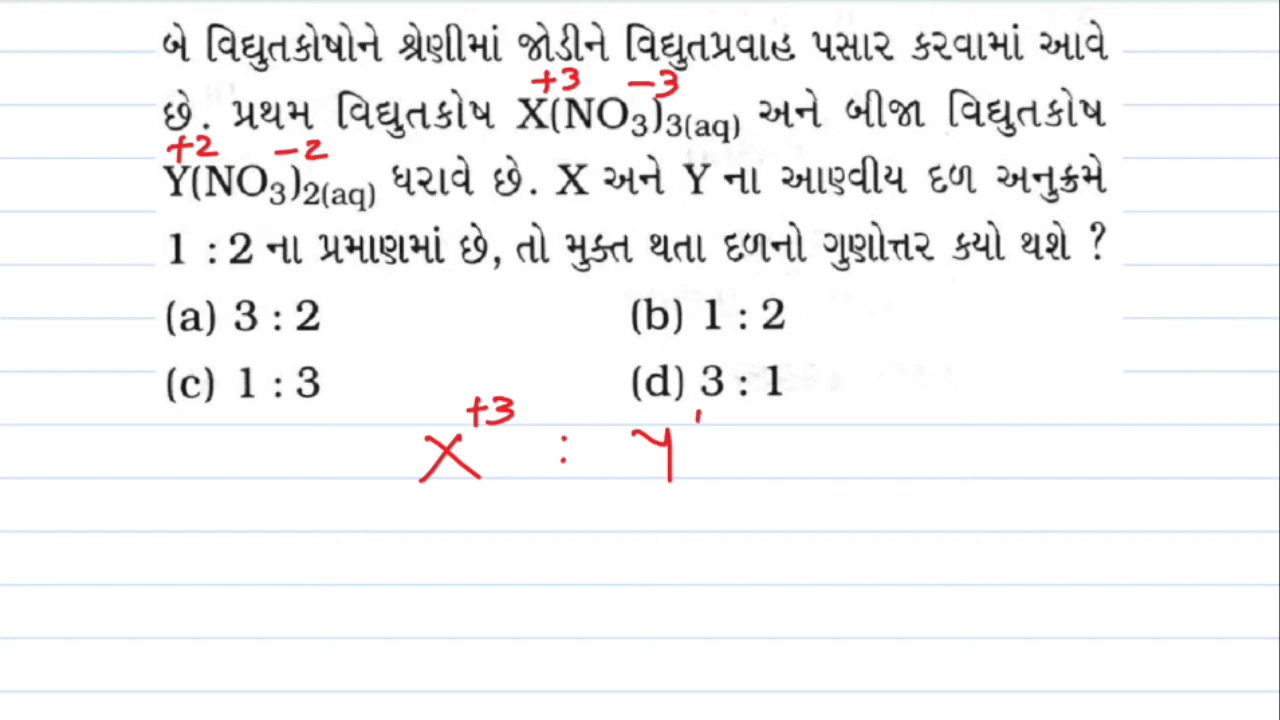 બે વિદ્યુતકોષોને શ્રેણીમાં જોડીને વિદ્યુતપ્રવાહ પસાર કરવામાં આવે
+3 −3
છે. પ્રથમ વિદ્યુતકોષ X(NO₃)₃(aq) અને બીજા વિદ્યુતકોષ
+2 −2
Y(NO₃)₂(aq) ધરાવે છે. X અને Y ના આણ્વીય દળ અનુક્રમે
1 : 2 ના પ્રમાણમાં છે, તો મુક્ત થતા દળનો ગુણોત્તર કયો થશે ?
(a) 3 : 2 (b) 1 : 2
(c) 1 : 3 (d) 3 : 1
X⁺³ : Y